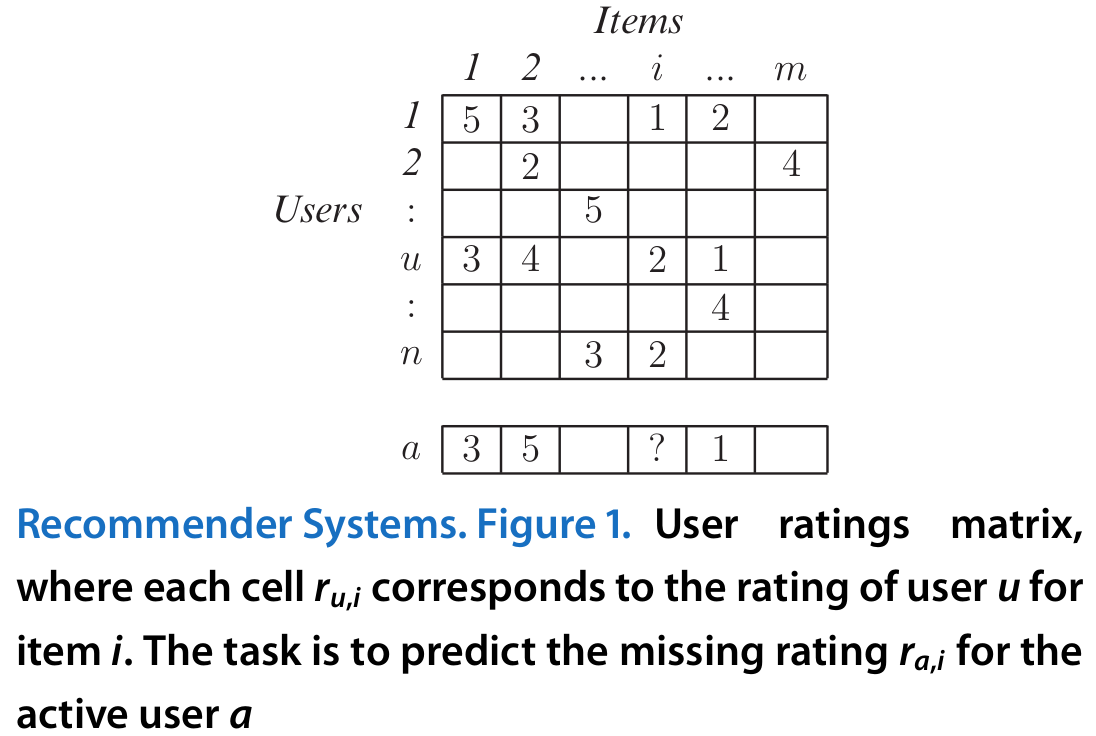 Items
1 2 ... i ... m
1 5 3 1 2
2 2 4
Users : 5
u 3 4 2 1
: 4
n 3 2
a 3 5 ? 1
Recommender Systems. Figure 1. User ratings matrix,
where each cell r_{u,i} corresponds to the rating of user u for
item i. The task is to predict the missing rating r_{a,i} for the
active user a